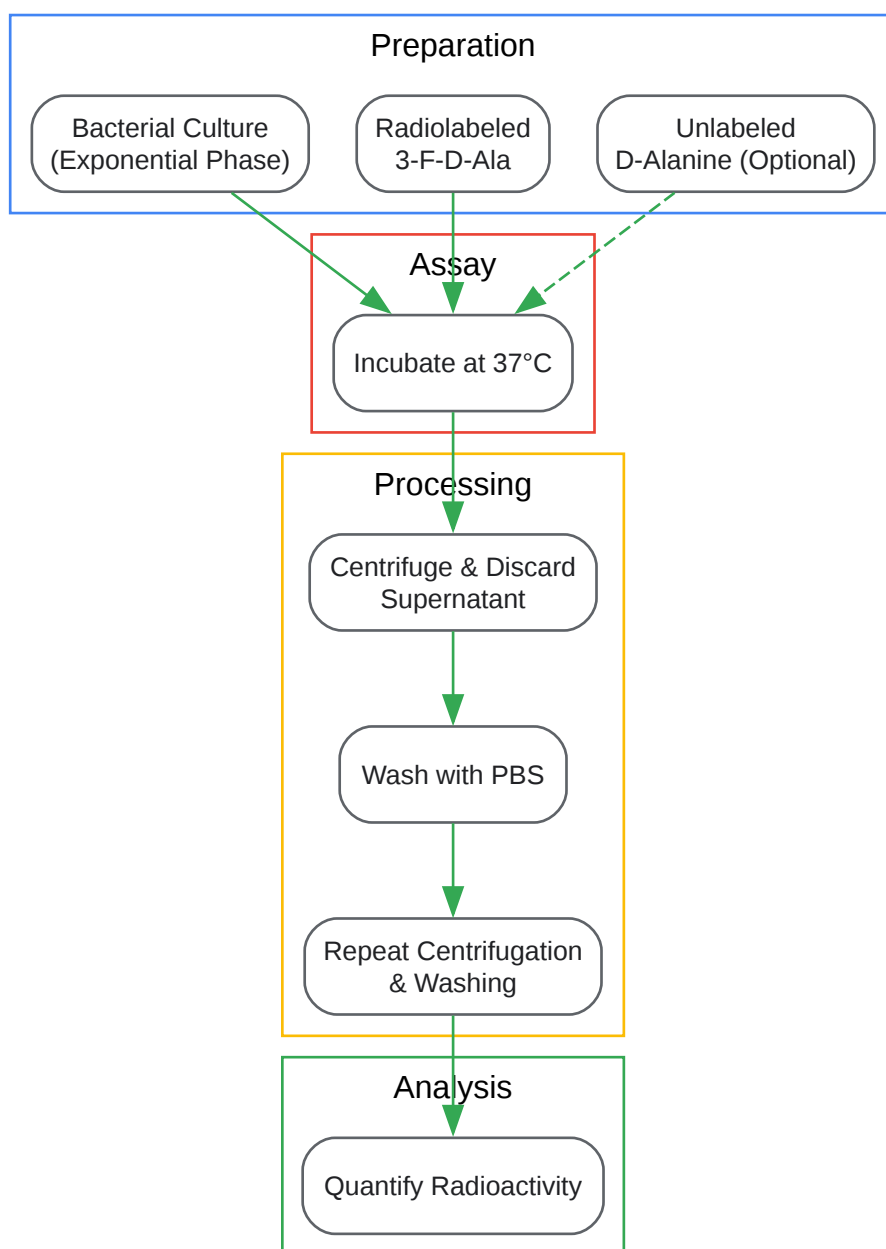 Preparation
Bacterial Culture
(Exponential Phase)
Radiolabeled
3-F-D-Ala
Unlabeled
D-Alanine (Optional)
Assay
Incubate at 37°C
Processing
Centrifuge & Discard
Supernatant
Wash with PBS
Repeat Centrifugation
& Washing
Analysis
Quantify Radioactivity